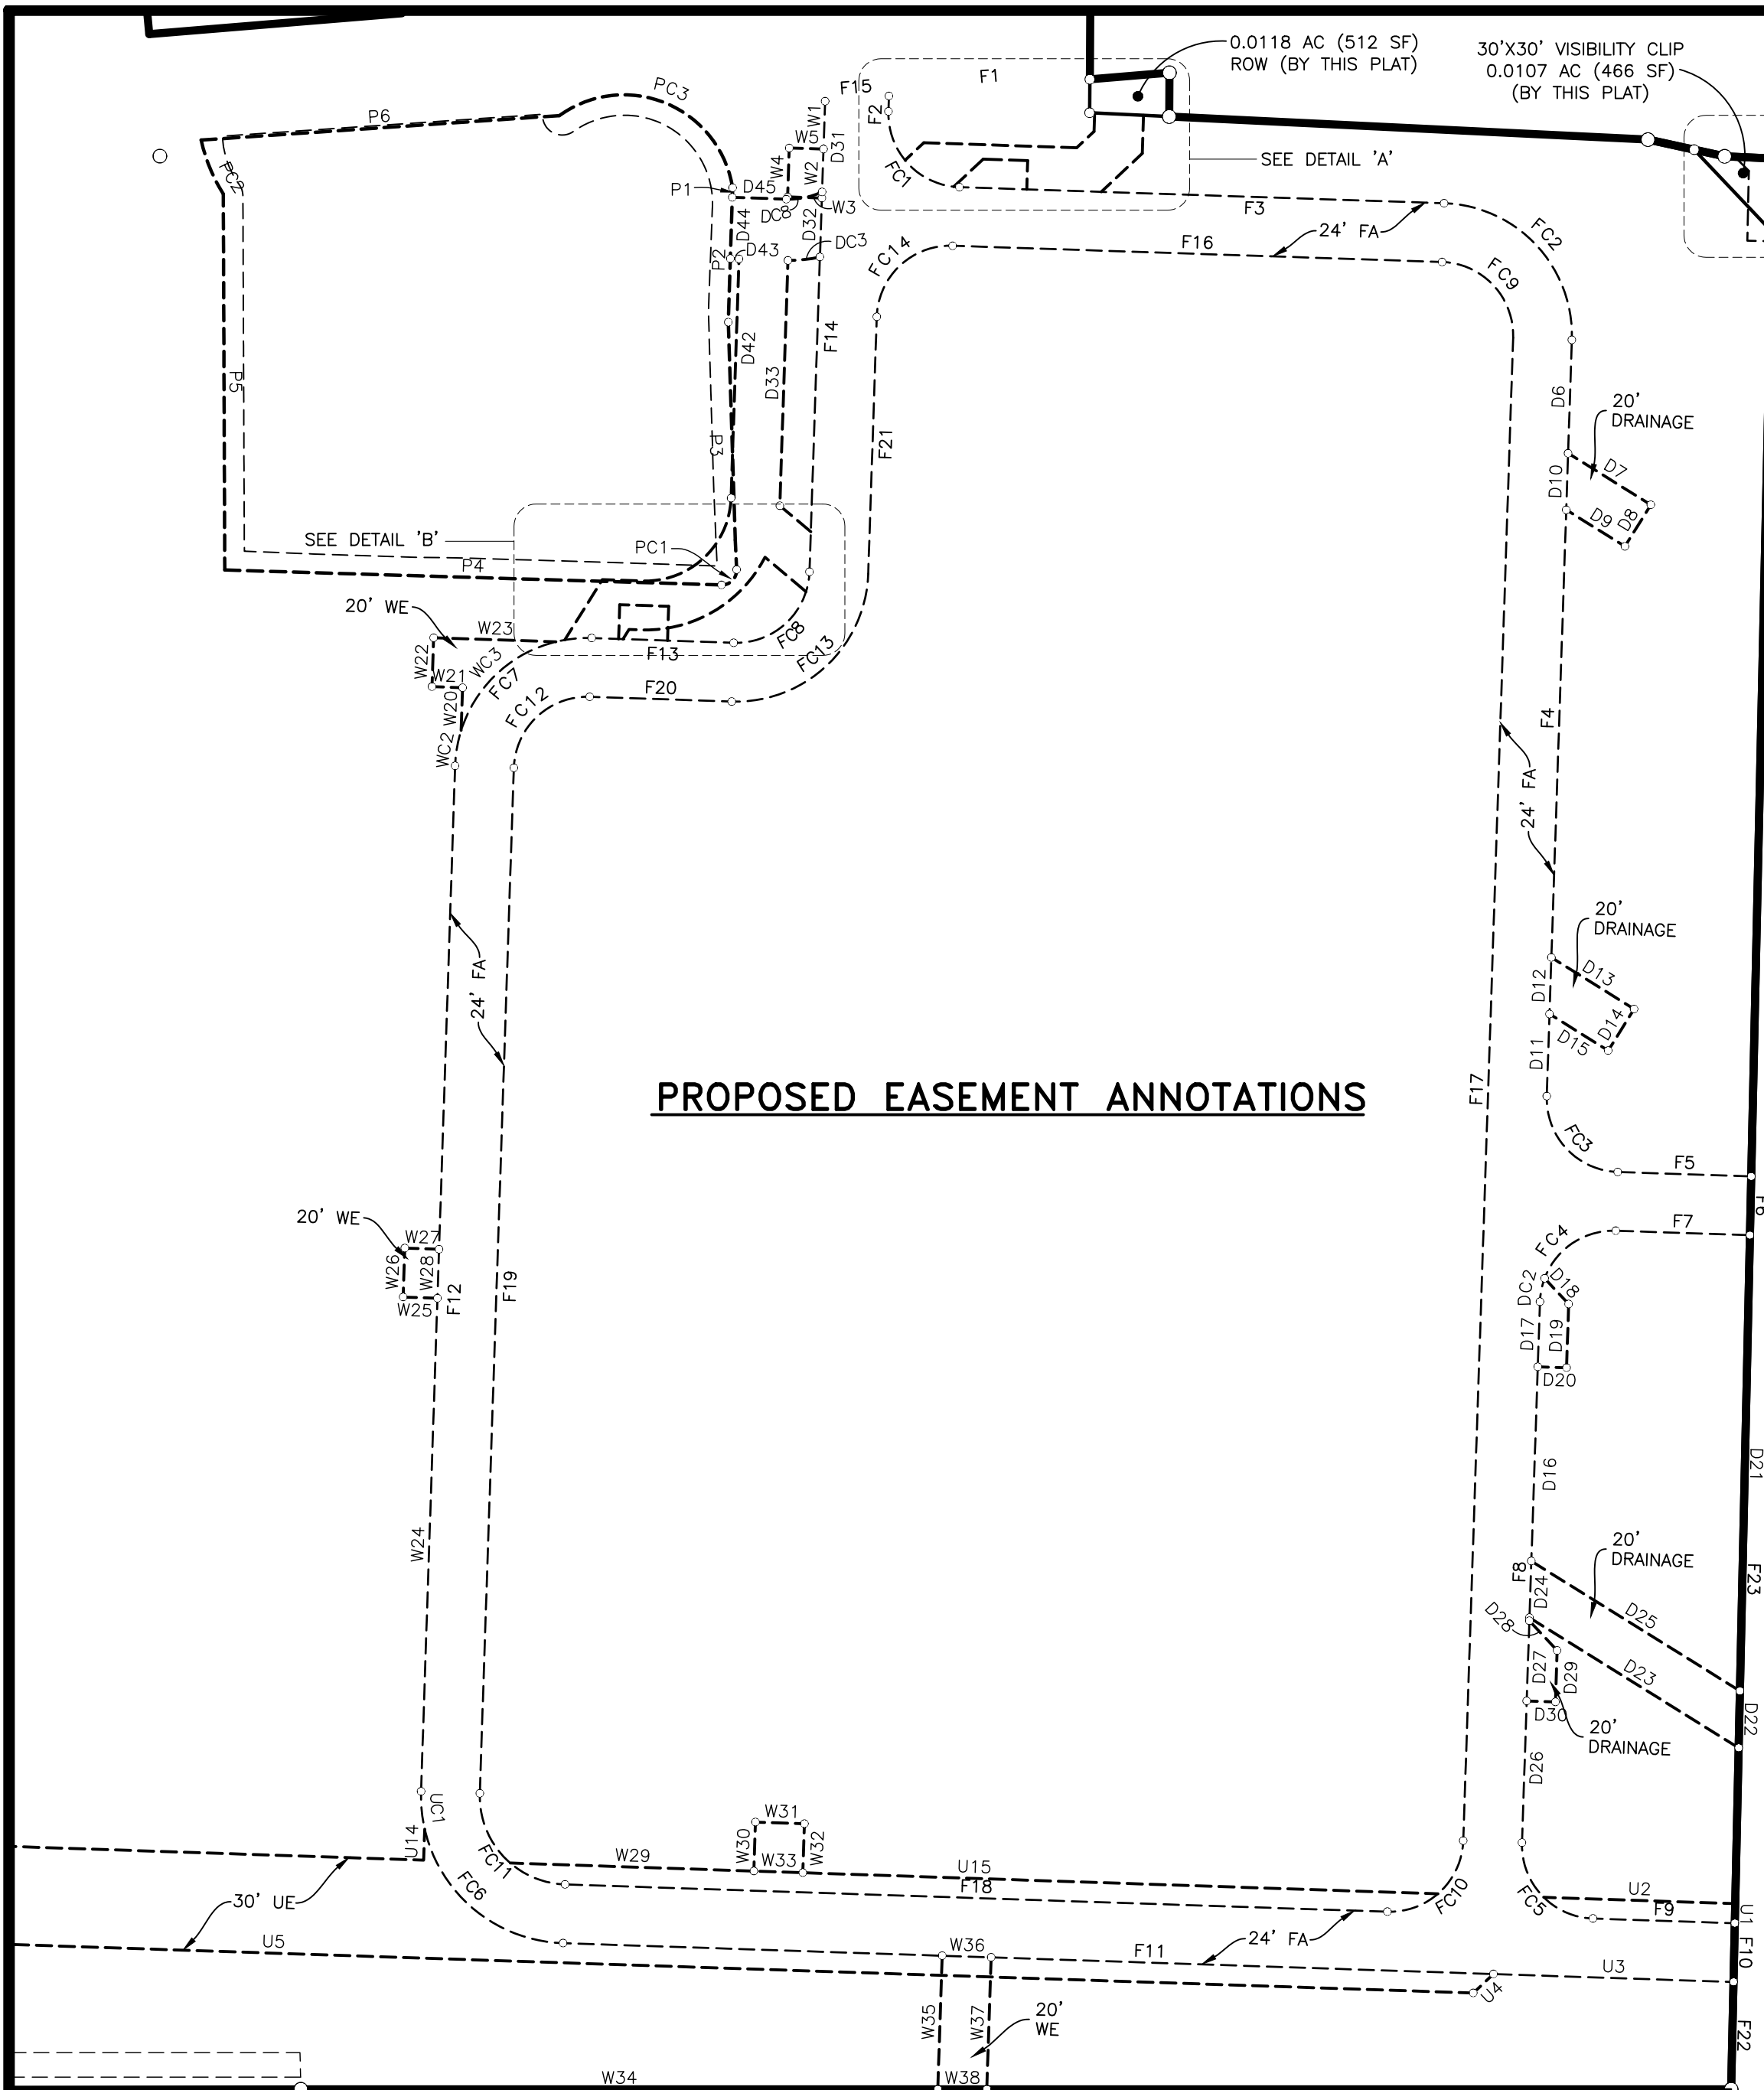 0.0118 AC (512 SF)
ROW (BY THIS PLAT)
30'X30' VISIBILITY CLIP
0.0107 AC (466 SF)
(BY THIS PLAT)
F1
F15
F2
FC1
SEE DETAIL 'A'
PC3
P6
PC2
W1
W5
D31
W4
W2
P1
D45
DC8
W3
D44
D32
DC3
P2
D43
F3
24' FA
F16
FC2
FC9
FC14
F14
D42
D33
P5
P3
F21
D6
20'
DRAINAGE
D7
D10
D8
D9
SEE DETAIL 'B'
PC1
P4
20' WE
W23
W22
W21
WC3
FC7
F13
FC8
FC13
W20
FC12
F20
WC2
F4
24' FA
24' FA
20'
DRAINAGE
D13
D12
D14
D15
D11
PROPOSED EASEMENT ANNOTATIONS
F17
FC3
F5
F6
F7
FC4
20' WE
W27
W26
W28
W25
F12
F19
DC2
D18
D17
D19
D20
D16
D21
W24
20'
DRAINAGE
F8
D24
F23
D25
D28
D27
D29
D23
D30
D22
20'
DRAINAGE
D26
UC1
U14
W31
W30
W32
W29
W33
U15
FC11
FC6
F18
FC10
FC5
U2
F9
U1
30' UE
U5
24' FA
W36
F11
F10
U3
U4
W35
W37
20'
WE
F22
W34
W38